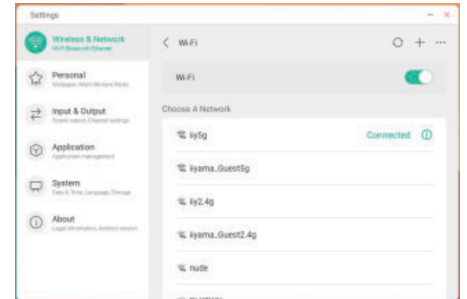 Settings
Wireless & Network
Wi-Fi Bluetooth Ethernet
Wi-Fi
Personal
Wallpaper, Multi-Window Mode
Wi-Fi
Input & Output
Sound output, Channel settings
Choose A Network
iiy5g
Connected
Application
Application management
iiyama_Guest5g
System
Date & Time, Language, Storage
iiy2.4g
About
Legal information, Android version
iiyama_Guest2.4g
nude